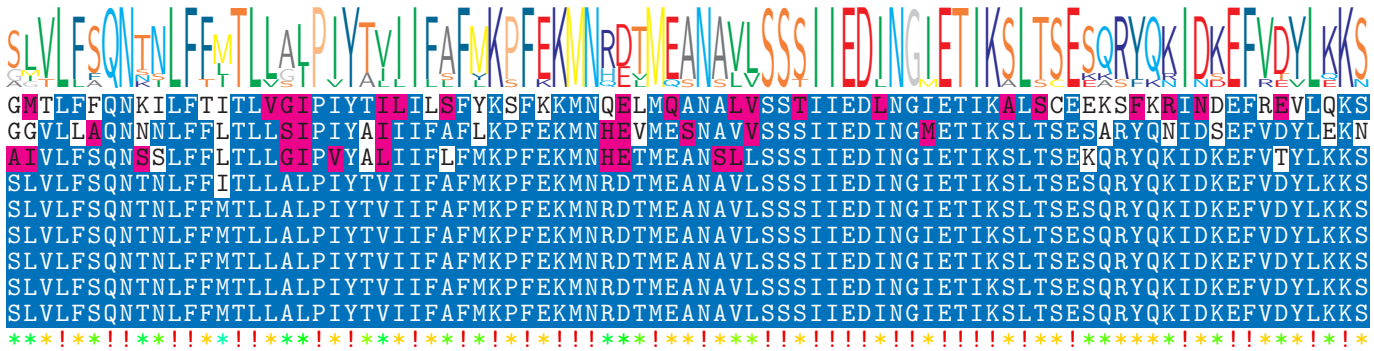 SLVLFSQNTNLFFMTLLALPIYTVIIFAFMKPFEKMNRDTMEANAVLSSSIIEDINGIETIKSLTSESQRYQKIDKEFVDYLKKS
GMTLFFQNKILFTITLVGIPIYTILILSFYKSFKKMNQELMQANALVSSTIIEDLNGIETIKALSCEEKSFKRINDEFREVLQKS
GGVLLAQNNNLFFLTLLSIPIYAIIIFAFLKPFEKMNHEVMESNAVVSSSIIEDINGMETIKSLTSESARYQNIDSEFVDYLEKN
AIVLFSQNSSLFFLTLLGIPVYALIIFLFMKPFEKMNHETMEANSLLSSSIIEDINGIETIKSLTSEKQRYQKIDKEFVTYLKKS
SLVLFSQNTNLFFITLLALPIYTVIIFAFMKPFEKMNRDTMEANAVLSSSIIEDINGIETIKSLTSESQRYQKIDKEFVDYLKKS
SLVLFSQNTNLFFMTLLALPIYTVIIFAFMKPFEKMNRDTMEANAVLSSSIIEDINGIETIKSLTSESQRYQKIDKEFVDYLKKS
SLVLFSQNTNLFFMTLLALPIYTVIIFAFMKPFEKMNRDTMEANAVLSSSIIEDINGIETIKSLTSESQRYQKIDKEFVDYLKKS
SLVLFSQNTNLFFMTLLALPIYTVIIFAFMKPFEKMNRDTMEANAVLSSSIIEDINGIETIKSLTSESQRYQKIDKEFVDYLKKS
SLVLFSQNTNLFFMTLLALPIYTVIIFAFMKPFEKMNRDTMEANAVLSSSIIEDINGIETIKSLTSESQRYQKIDKEFVDYLKKS
SLVLFSQNTNLFFMTLLALPIYTVIIFAFMKPFEKMNRDTMEANAVLSSSIIEDINGIETIKSLTSESQRYQKIDKEFVDYLKKS
***!**!!**!!**!!***!*!***!**!*!*!!!***!**!***!!*!!!!*!!*!!!!*!**!******!**!!***!*!*